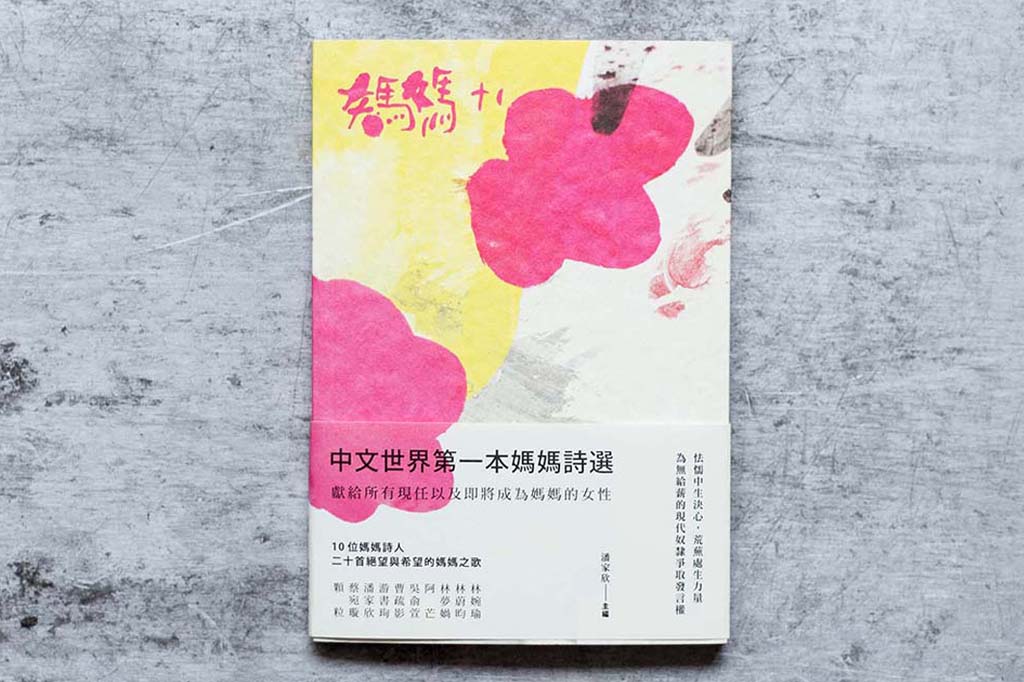 媽媽+1
中文世界第一本媽媽詩選
獻給所有現任以及即將成為媽媽的女性
怯懦中生決心，荒蕪處生力量
為無給薪的現代奴隸爭取發言權
10位媽媽詩人
二十首絕望與希望的媽媽之歌
潘家欣——主編
林婉瑜
林蔚昀
林夢媧
阿芒
吳俞萱
曹疏影
游書珣
潘家欣
蔡宛璇
顆粒